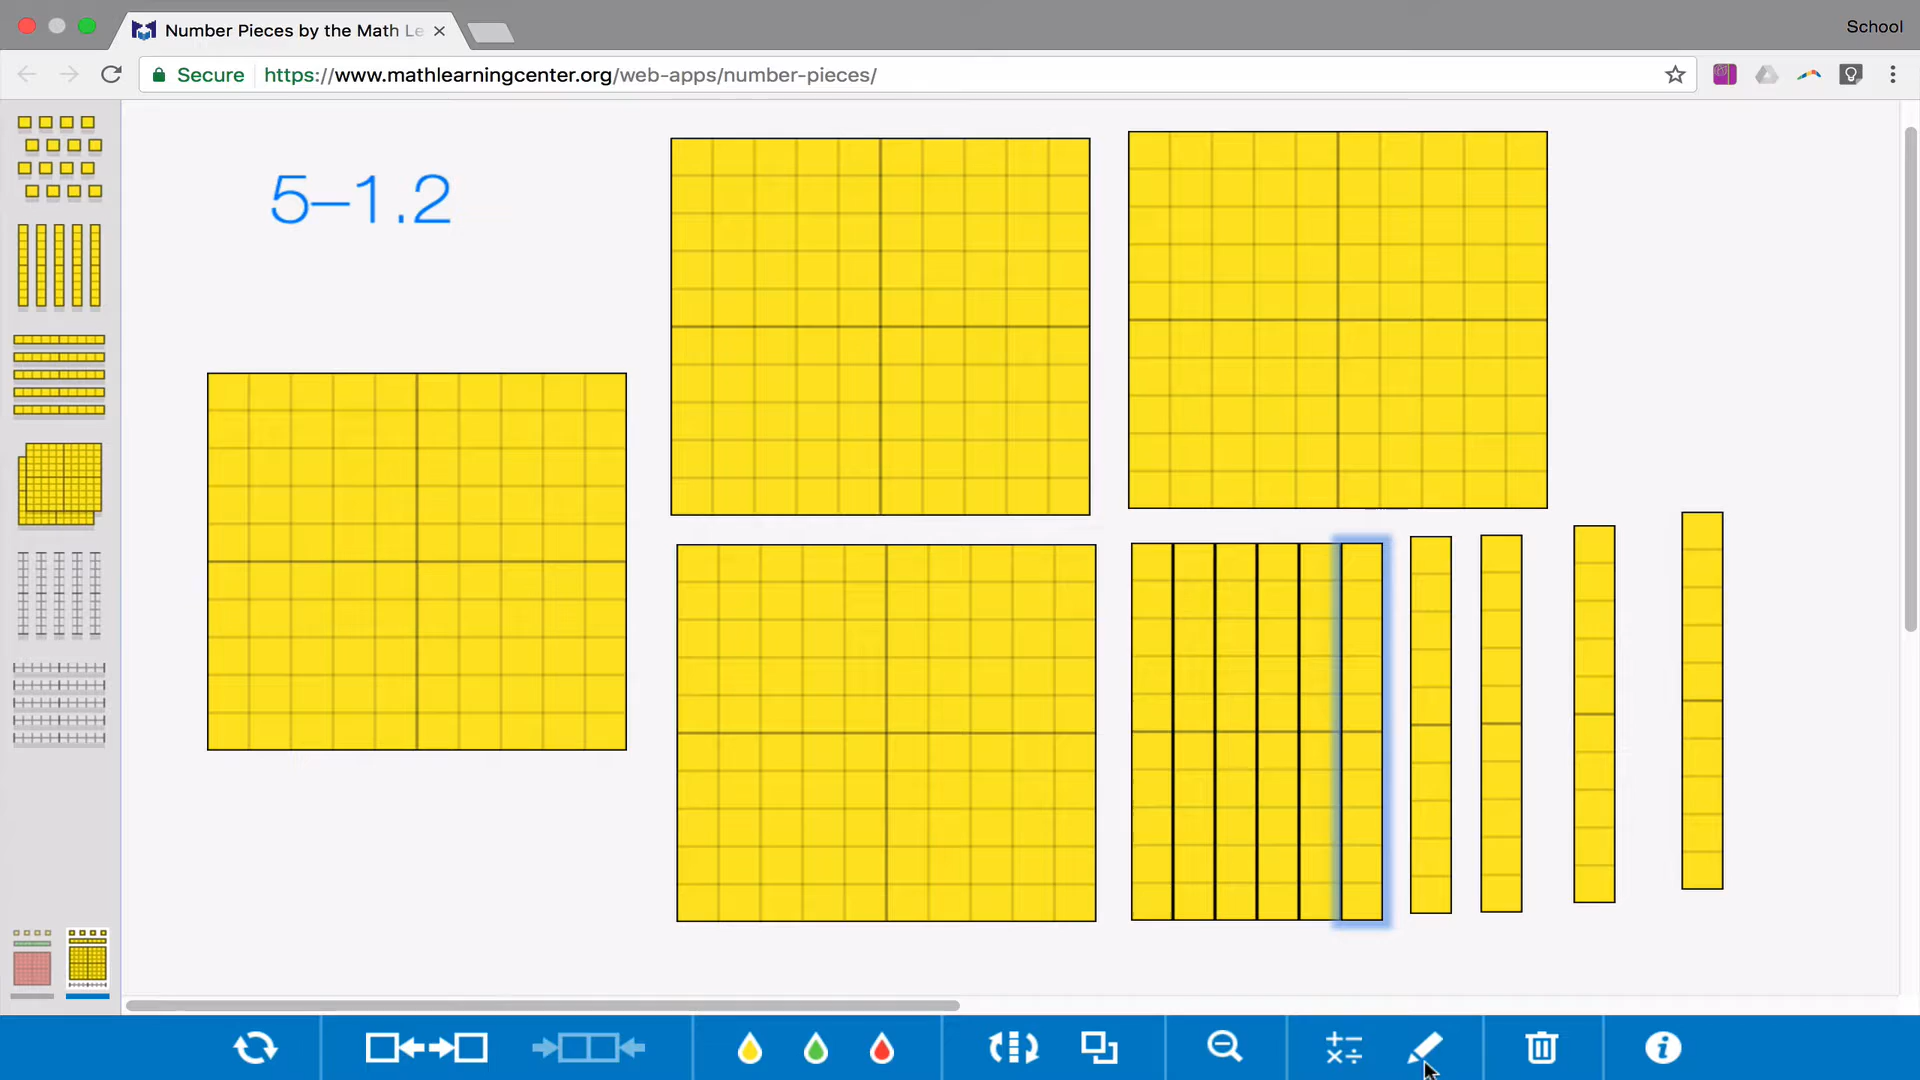 School
Number Pieces by the Math Le
Secure https://www.mathlearningcenter.org/web-apps/number-pieces/
5–1.2